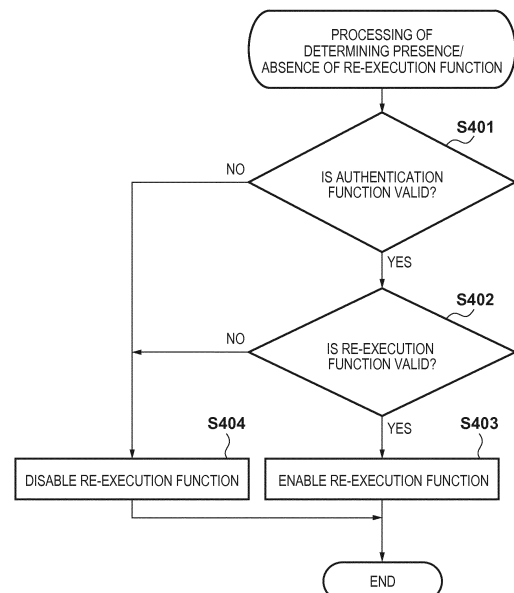 PROCESSING OF
DETERMINING PRESENCE/
ABSENCE OF RE-EXECUTION FUNCTION
S401
IS AUTHENTICATION
FUNCTION VALID?
NO
YES
S402
IS RE-EXECUTION
FUNCTION VALID?
NO
YES
S404
S403
DISABLE RE-EXECUTION FUNCTION
ENABLE RE-EXECUTION FUNCTION
END